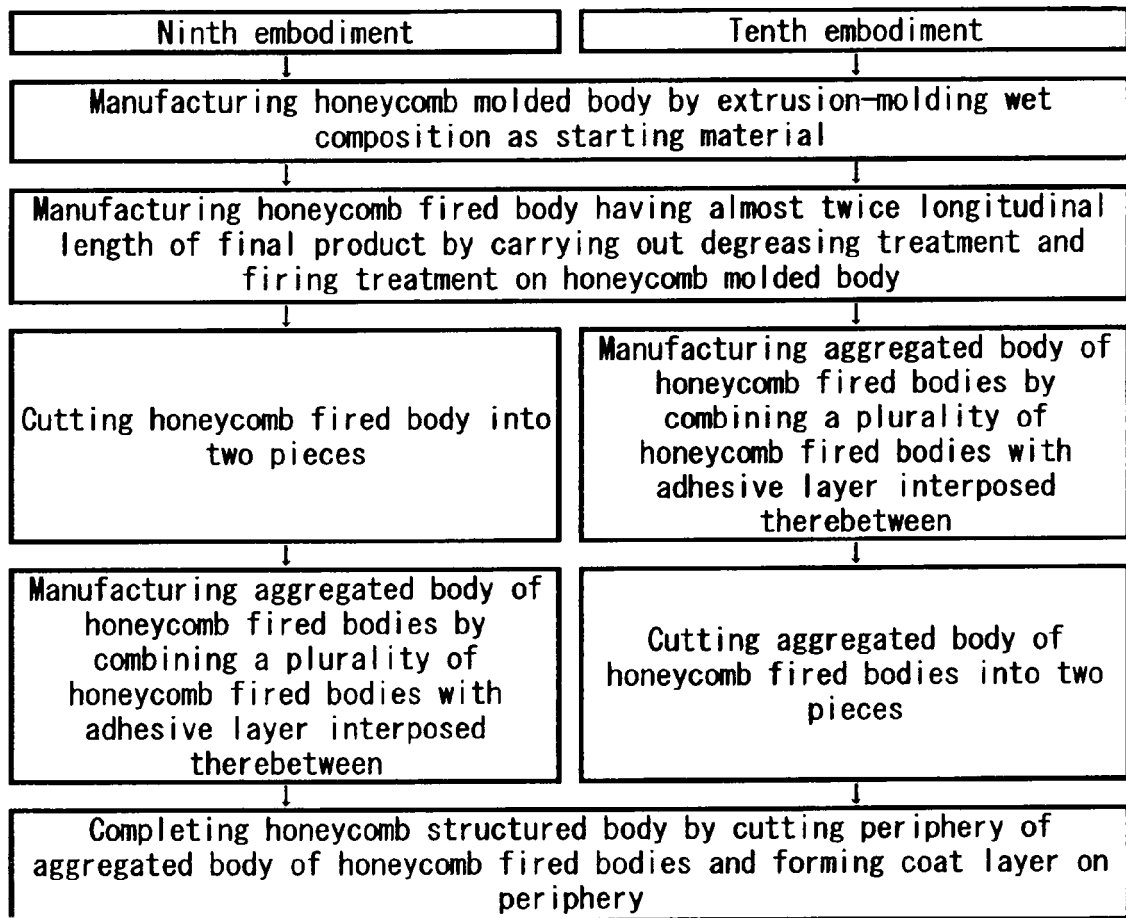 Ninth embodiment
Tenth embodiment
Manufacturing honeycomb molded body by extrusion-molding wet
composition as starting material
Manufacturing honeycomb fired body having almost twice longitudinal
length of final product by carrying out degreasing treatment and
firing treatment on honeycomb molded body
Cutting honeycomb fired body into
two pieces
Manufacturing aggregated body of
honeycomb fired bodies by
combining a plurality of
honeycomb fired bodies with
adhesive layer interposed
therebetween
Manufacturing aggregated body of
honeycomb fired bodies by
combining a plurality of
honeycomb fired bodies with
adhesive layer interposed
therebetween
Cutting aggregated body of
honeycomb fired bodies into two
pieces
Completing honeycomb structured body by cutting periphery of
aggregated body of honeycomb fired bodies and forming coat layer on
periphery